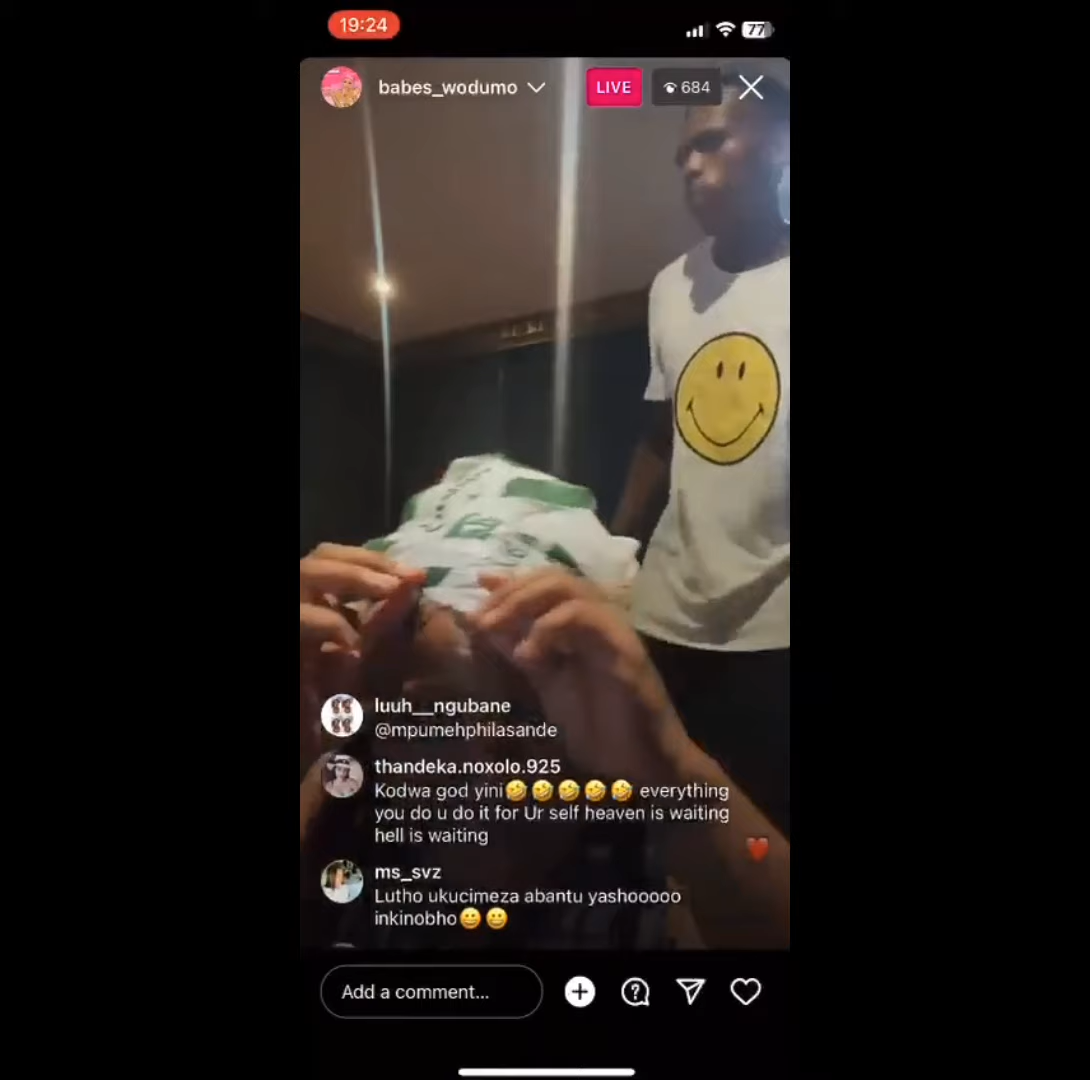 19:24
77
babes_wodumo
LIVE
684
luuh__ngubane
@mpumehphilasande
thandeka.noxolo.925
Kodwa god yini🤣🤣🤣🤣🤣 everything
you do u do it for Ur self heaven is waiting
hell is waiting
ms_svz
Lutho ukucimeza abantu yashooooo
inkinobho😀😀
Add a comment...